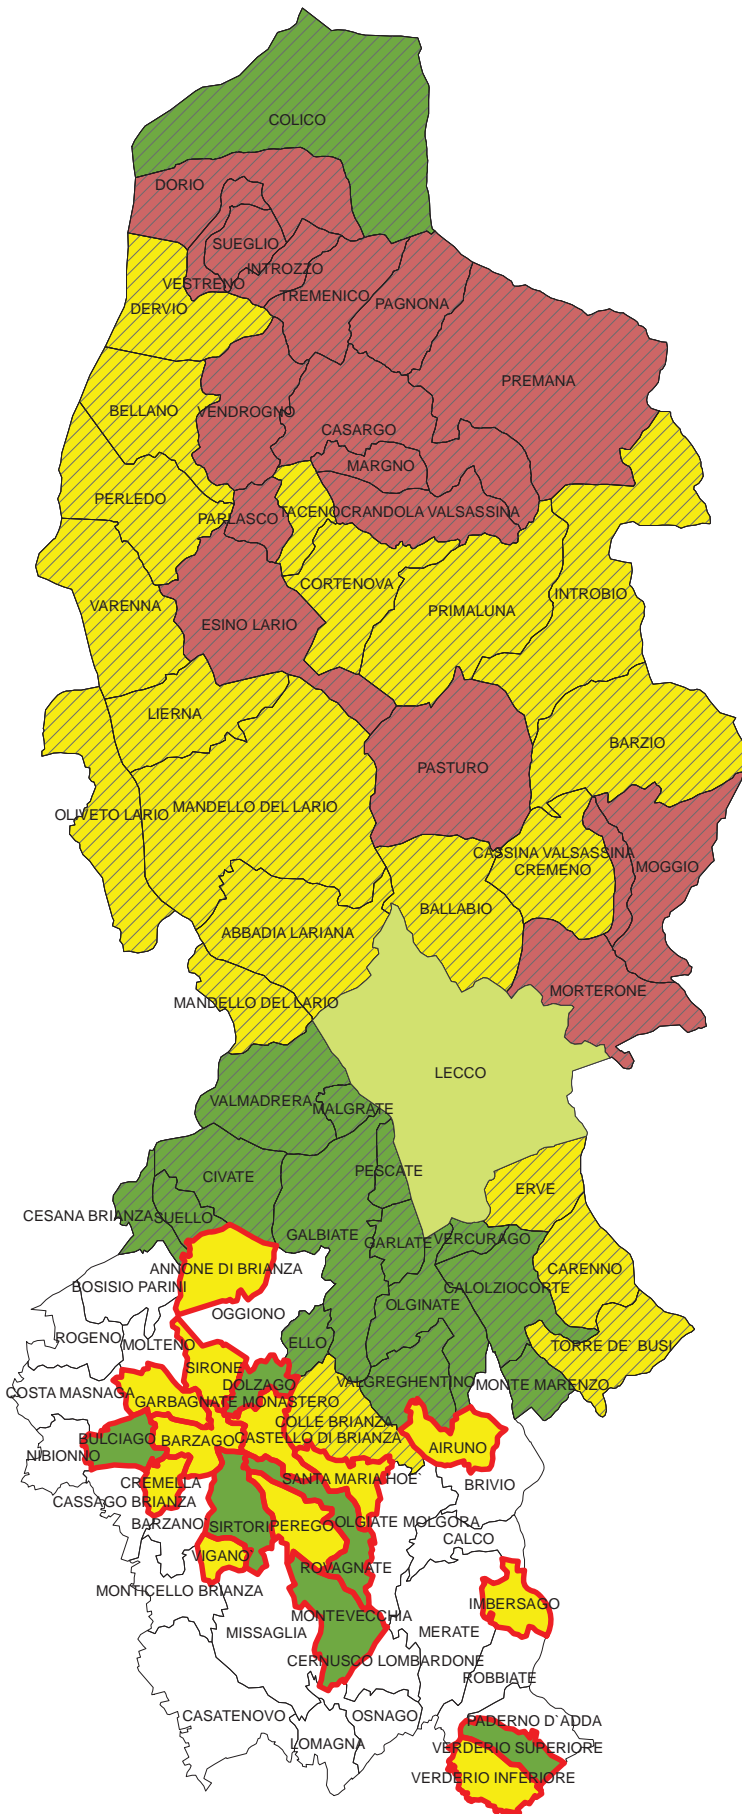 COLICO
DORIO
SUEGLIO
INTROZZO
VESTRENO
TREMENICO
PAGNONA
DERVIO
PREMANA
BELLANO
VENDROGNO
CASARGO
MARGNO
PERLEDO
PARLASCO
TACENO
CRANDOLA VALSASSINA
CORTENOVA
INTROBIO
VARENNA
PRIMALUNA
ESINO LARIO
LIERNA
BARZIO
PASTURO
MANDELLO DEL LARIO
OLIVETO LARIO
CASSINA VALSASSINA
CREMENO
MOGGIO
BALLABIO
ABBADIA LARIANA
MORTERONE
MANDELLO DEL LARIO
LECCO
VALMADRERA
MALGRATE
PESCATE
CIVATE
ERVE
CESANA BRIANZA
SUELLO
GALBIATE
GARLATE
VERCURAGO
ANNONE DI BRIANZA
CARENNO
BOSISIO PARINI
CALOLZIOCORTE
OLGINATE
OGGIONO
ROGENO
MOLTENO
ELLO
TORRE DE` BUSI
SIRONE
DOLZAGO
VALGREGHENTINO
MONTE MARENZO
COSTA MASNAGA
GARBAGNATE MONASTERO
COLLE BRIANZA
BULCIAGO
BARZAGO
CASTELLO DI BRIANZA
AIRUNO
NIBIONNO
CREMELLA
SANTA MARIA HOE`
BRIVIO
CASSAGO BRIANZA
BARZANO`
SIRTORI
PEREGO
OLGIATE MOLGORA
CALCO
VIGANO`
ROVAGNATE
MONTICELLO BRIANZA
IMBERSAGO
MONTEVECCHIA
MISSAGLIA
MERATE
CERNUSCO LOMBARDONE
ROBBIATE
CASATENOVO
OSNAGO
PADERNO D`ADDA
LOMAGNA
VERDERIO SUPERIORE
VERDERIO INFERIORE